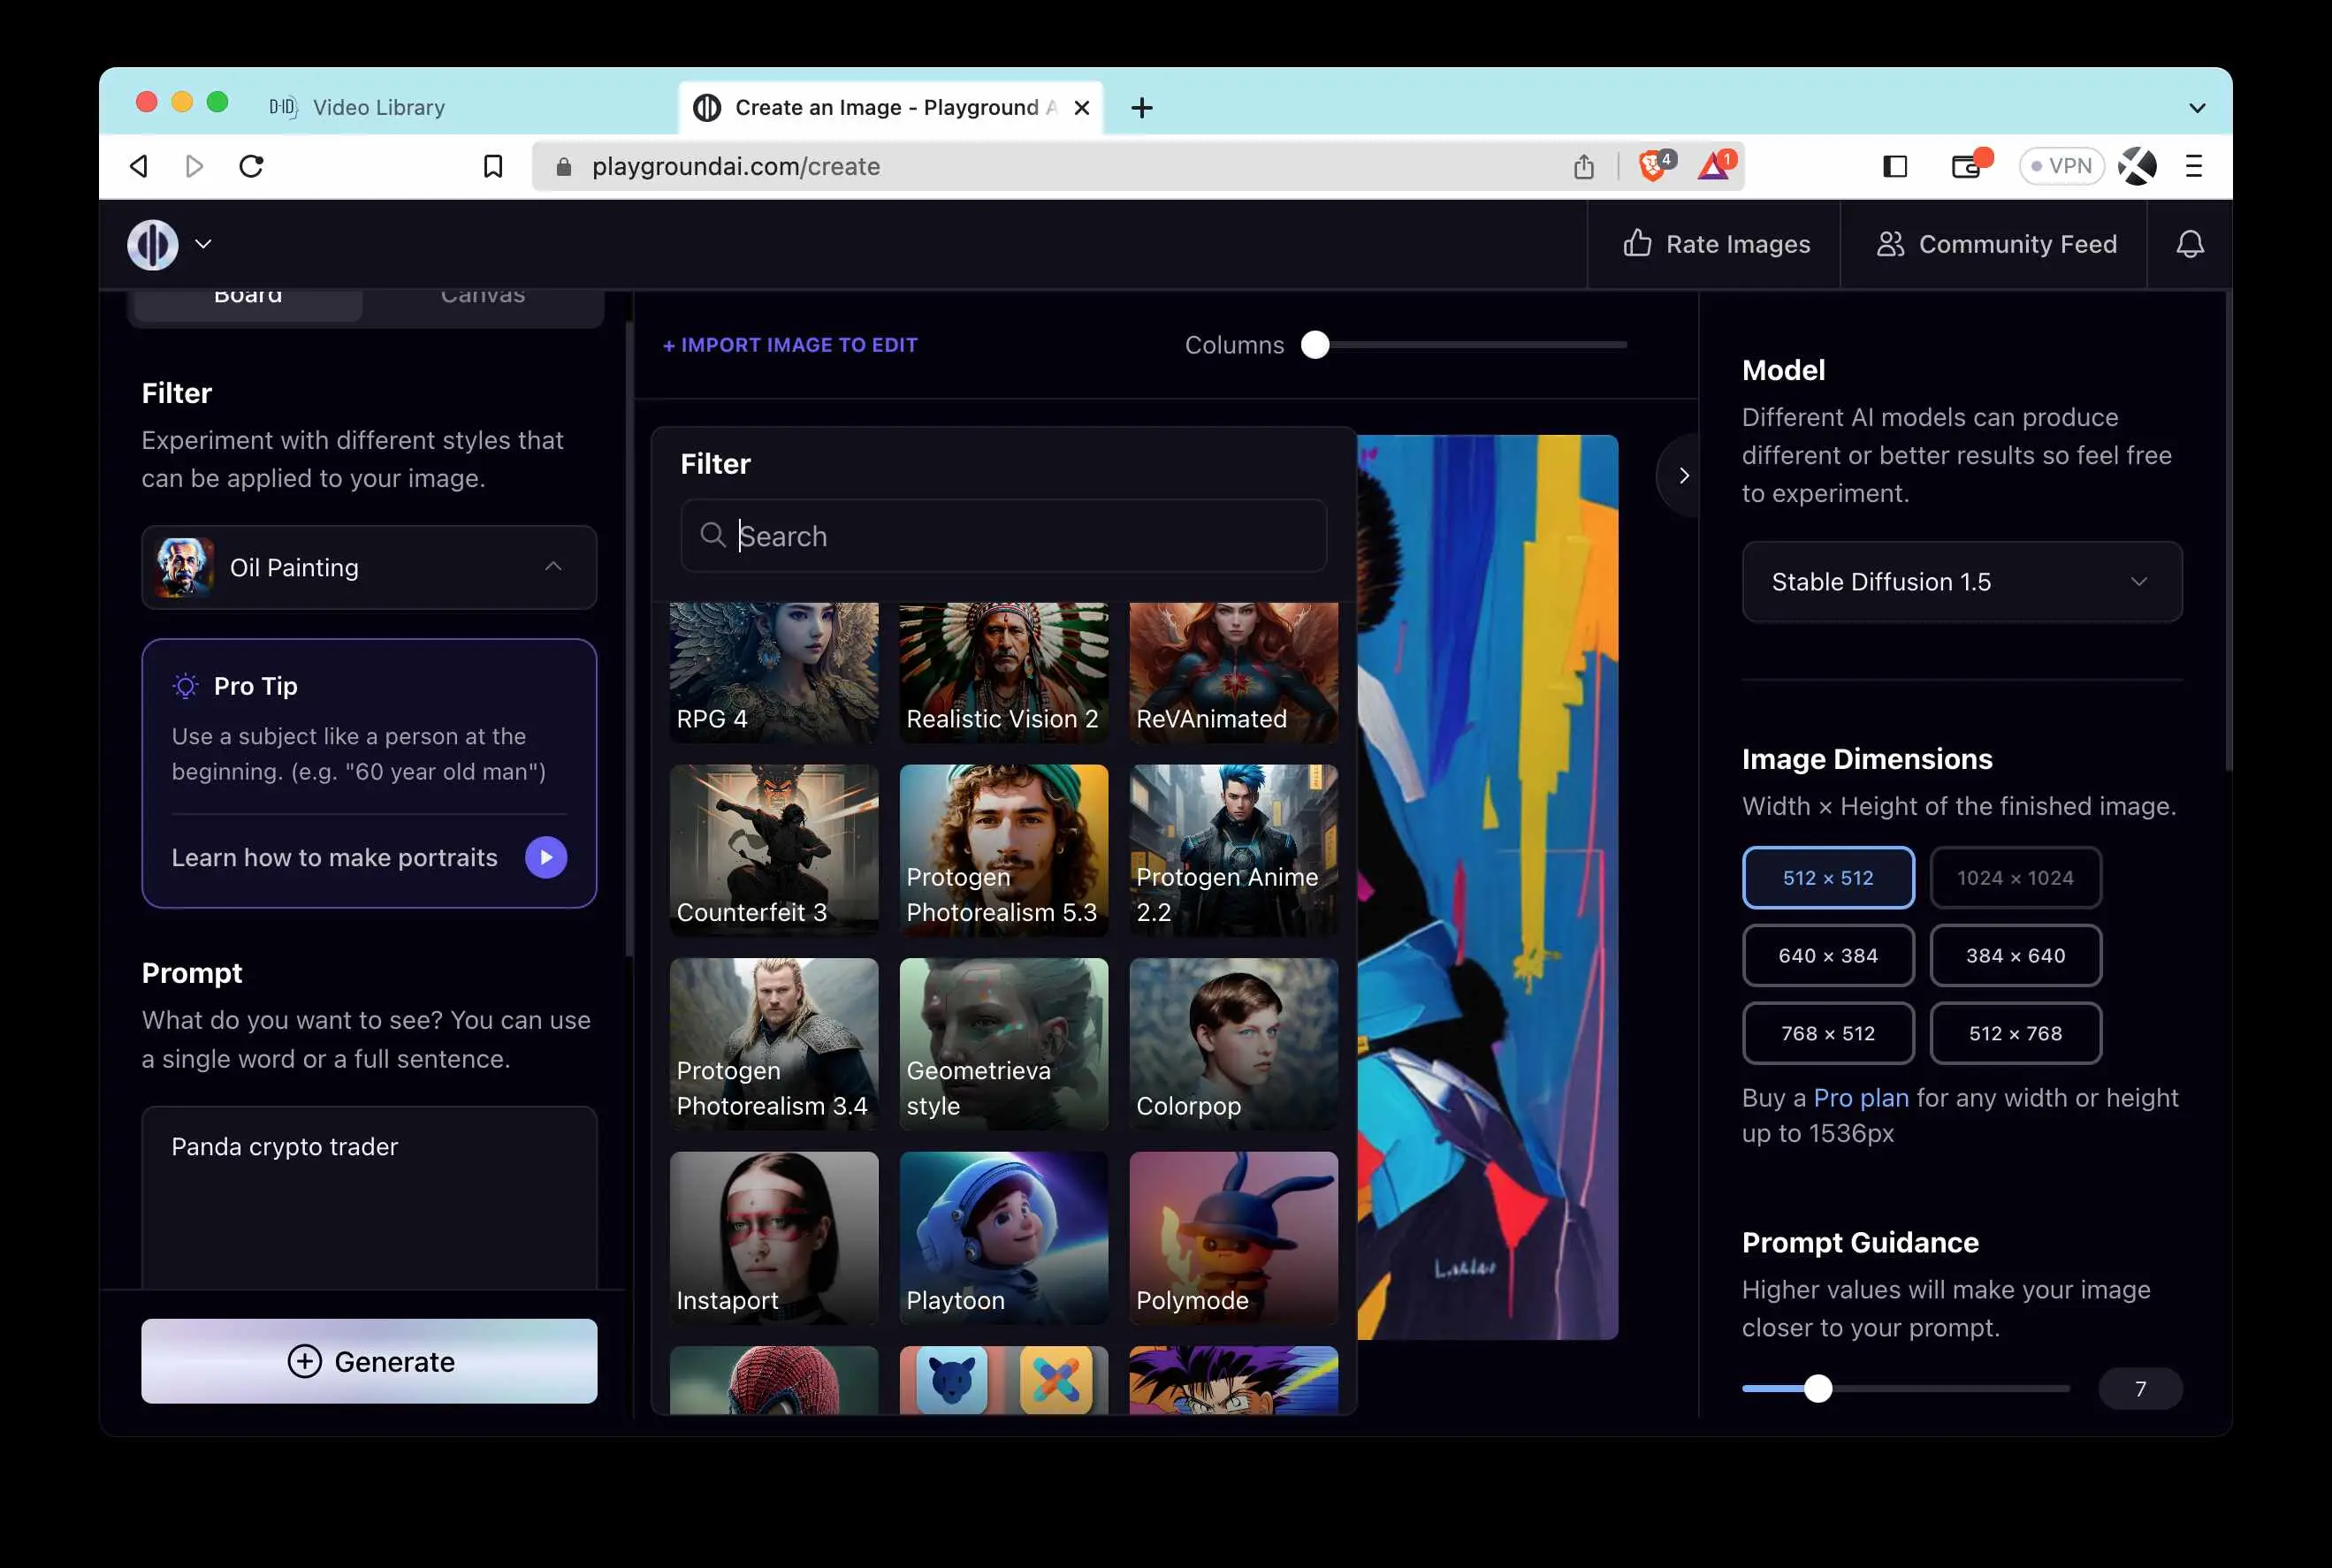 D-ID Video Library
Create an Image - Playground A
playgroundai.com/create
4
1
VPN
Rate Images
Community Feed
Board
Canvas
Filter
Experiment with different styles that
can be applied to your image.
Oil Painting
Pro Tip
Use a subject like a person at the
beginning. (e.g. "60 year old man")
Learn how to make portraits
Prompt
What do you want to see? You can use
a single word or a full sentence.
Panda crypto trader
Generate
+ IMPORT IMAGE TO EDIT
Columns
Filter
Search
RPG 4
Realistic Vision 2
ReVAnimated
Counterfeit 3
Protogen
Photorealism 5.3
Protogen Anime
2.2
Protogen
Photorealism 3.4
Geometrieva
style
Colorpop
Instaport
Playtoon
Polymode
Model
Different AI models can produce
different or better results so feel free
to experiment.
Stable Diffusion 1.5
Image Dimensions
Width × Height of the finished image.
512 × 512
1024 × 1024
640 × 384
384 × 640
768 × 512
512 × 768
Buy a Pro plan for any width or height
up to 1536px
Prompt Guidance
Higher values will make your image
closer to your prompt.
7